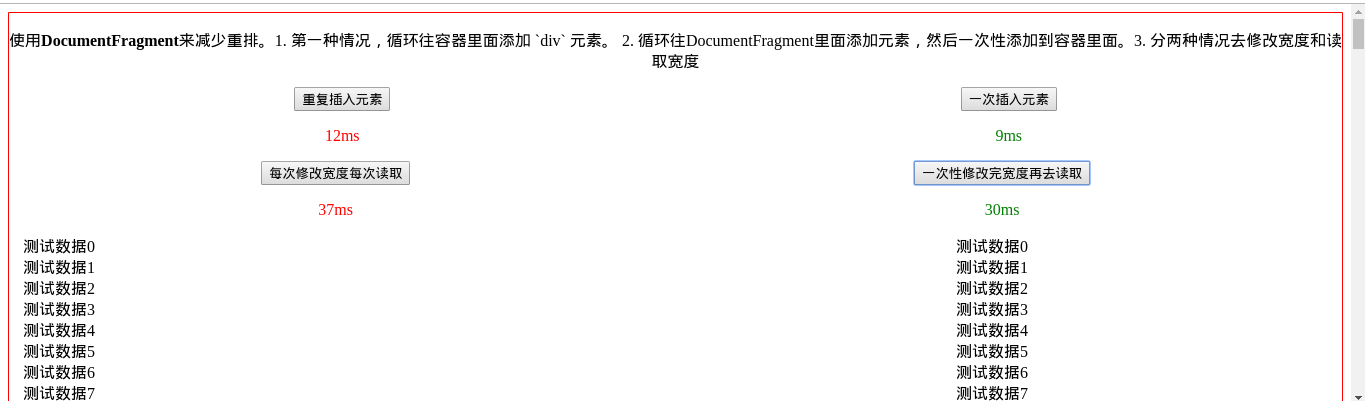 使用DocumentFragment来减少重排。1. 第一种情况，循环往容器里面添加 `div` 元素。 2. 循环往DocumentFragment里面添加元素，然后一次性添加到容器里面。3. 分两种情况去修改宽度和读
取宽度
重复插入元素
一次插入元素
12ms
9ms
每次修改宽度每次读取
一次性修改完宽度再去读取
37ms
30ms
测试数据0
测试数据1
测试数据2
测试数据3
测试数据4
测试数据5
测试数据6
测试数据7
测试数据0
测试数据1
测试数据2
测试数据3
测试数据4
测试数据5
测试数据6
测试数据7